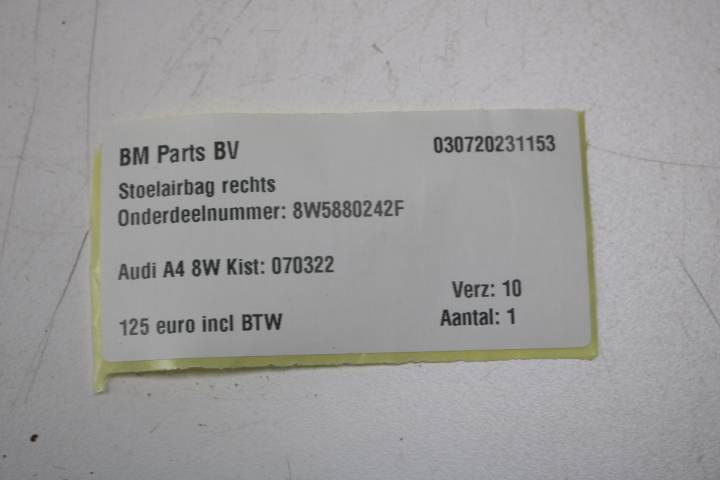 BM Parts BV 030720231153
Stoelairbag rechts
Onderdeelnummer: 8W5880242F
Audi A4 8W Kist: 070322
Verz: 10
125 euro incl BTW Aantal: 1